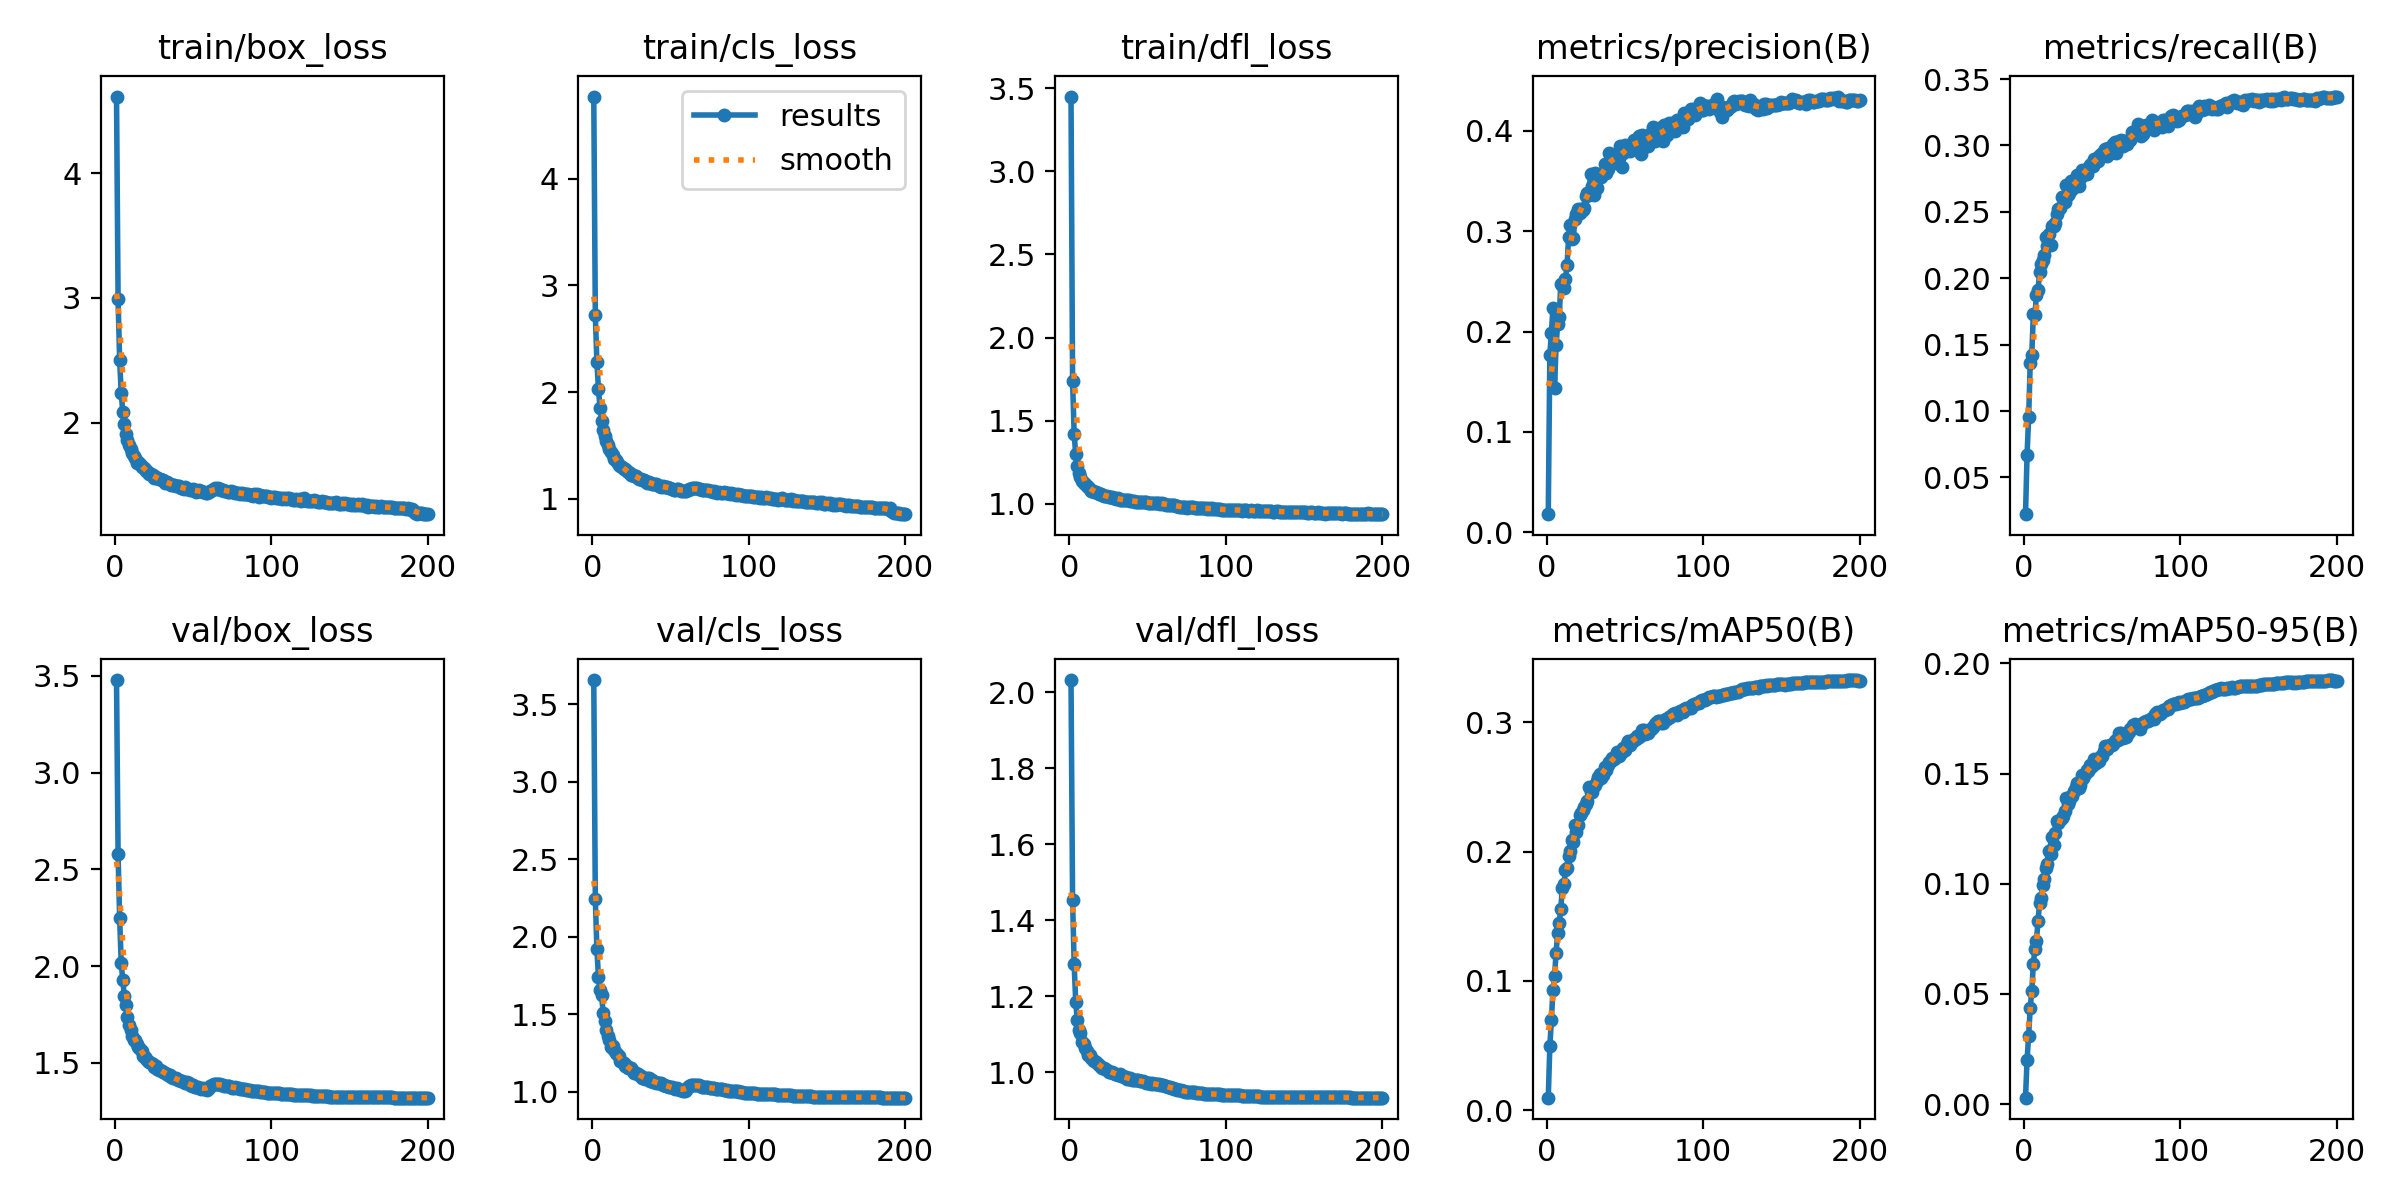 train/box_loss
4
3
2
0 100 200
train/cls_loss
results
smooth
4
3
2
1
0 100 200
train/dfl_loss
3.5
3.0
2.5
2.0
1.5
1.0
0 100 200
metrics/precision(B)
0.4
0.3
0.2
0.1
0.0
0 100 200
metrics/recall(B)
0.35
0.30
0.25
0.20
0.15
0.10
0.05
0 100 200
val/box_loss
3.5
3.0
2.5
2.0
1.5
0 100 200
val/cls_loss
3.5
3.0
2.5
2.0
1.5
1.0
0 100 200
val/dfl_loss
2.0
1.8
1.6
1.4
1.2
1.0
0 100 200
metrics/mAP50(B)
0.3
0.2
0.1
0.0
0 100 200
metrics/mAP50-95(B)
0.20
0.15
0.10
0.05
0.00
0 100 200